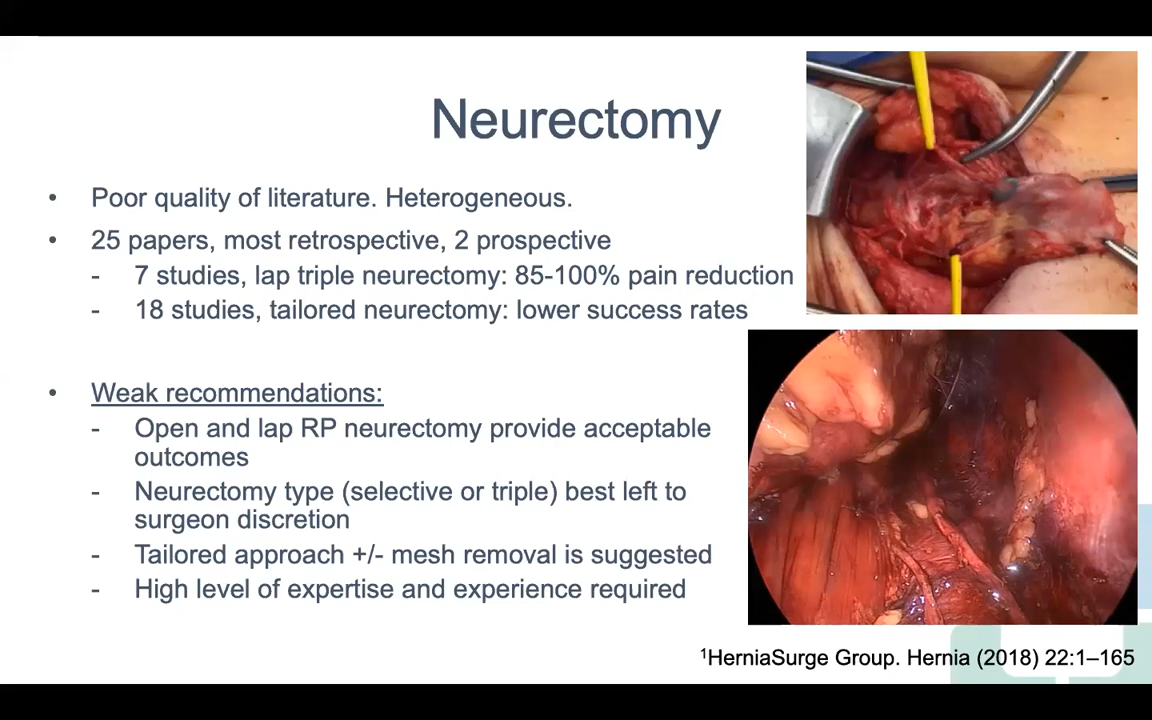 Neurectomy
• Poor quality of literature. Heterogeneous.
• 25 papers, most retrospective, 2 prospective
- 7 studies, lap triple neurectomy: 85-100% pain reduction
- 18 studies, tailored neurectomy: lower success rates
• Weak recommendations:
- Open and lap RP neurectomy provide acceptable
outcomes
- Neurectomy type (selective or triple) best left to
surgeon discretion
- Tailored approach +/- mesh removal is suggested
- High level of expertise and experience required
¹HerniaSurge Group. Hernia (2018) 22:1–165